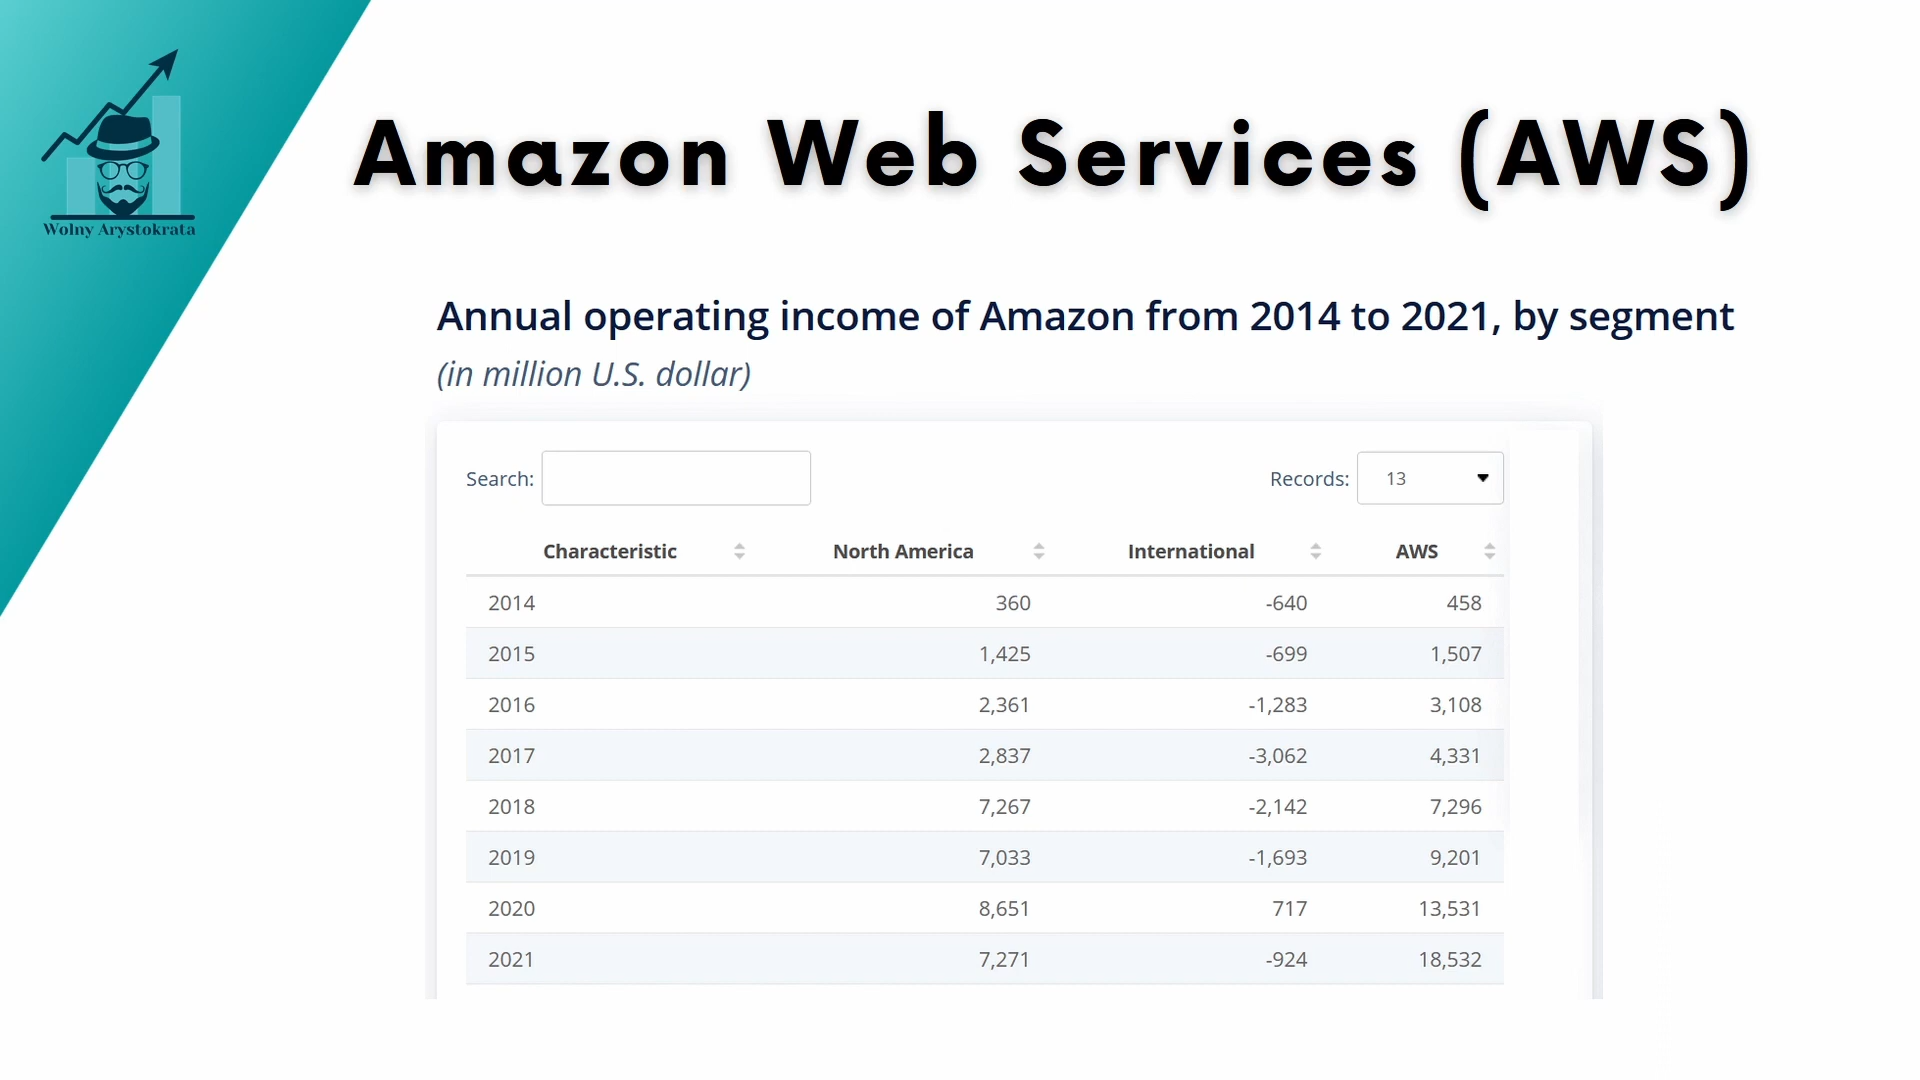 Wolny Arystokrata
Amazon Web Services (AWS)
Annual operating income of Amazon from 2014 to 2021, by segment
(in million U.S. dollar)
Search: Records: 13
Characteristic North America International AWS
2014 360 -640 458
2015 1,425 -699 1,507
2016 2,361 -1,283 3,108
2017 2,837 -3,062 4,331
2018 7,267 -2,142 7,296
2019 7,033 -1,693 9,201
2020 8,651 717 13,531
2021 7,271 -924 18,532